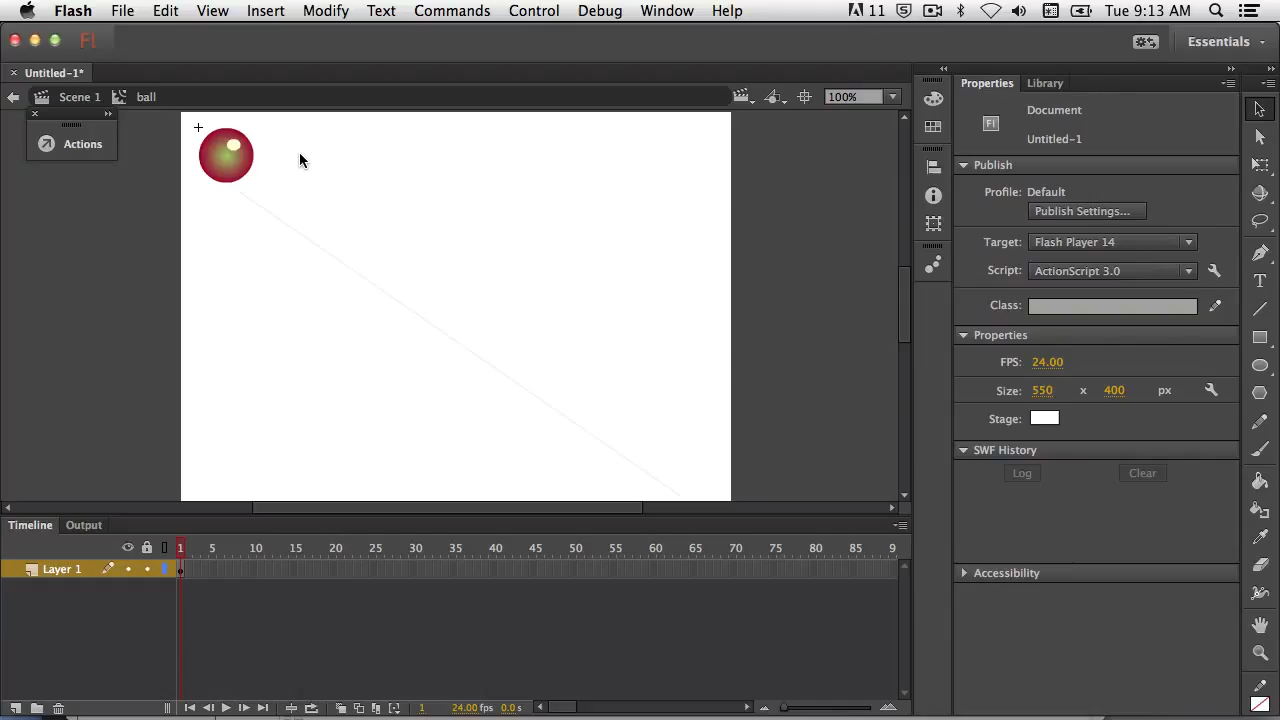 Flash File Edit View Insert Modify Text Commands Control Debug Window Help 11 Tue 9:13 AM
Fl Essentials
Untitled-1*
Properties Library
Scene 1 ball 100%
Document
Fl
Actions
Untitled-1
Publish
Profile: Default
Publish Settings...
Target: Flash Player 14
Script: ActionScript 3.0
Class:
Properties
FPS: 24.00
Size: 550 x 400 px
Stage:
SWF History
Log Clear
Timeline Output
1 5 10 15 20 25 30 35 40 45 50 55 60 65 70 75 80 85 9
Layer 1
Accessibility
1 24.00 fps 0.0 s